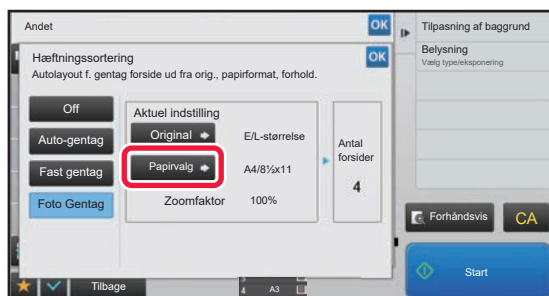 Andet
OK
Tilpasning af baggrund
Belysning
Vælg type/eksponering
Hæftningssortering
OK
Autolayout f. gentag forside ud fra orig., papirformat, forhold.
Off
Auto-gentag
Fast gentag
Foto Gentag
Aktuel indstilling
Original
E/L-størrelse
Papirvalg
A4/8½x11
Zoomfaktor
100%
Antal
forsider
4
Forhåndsvis
CA
Start
Tilbage
4
A3